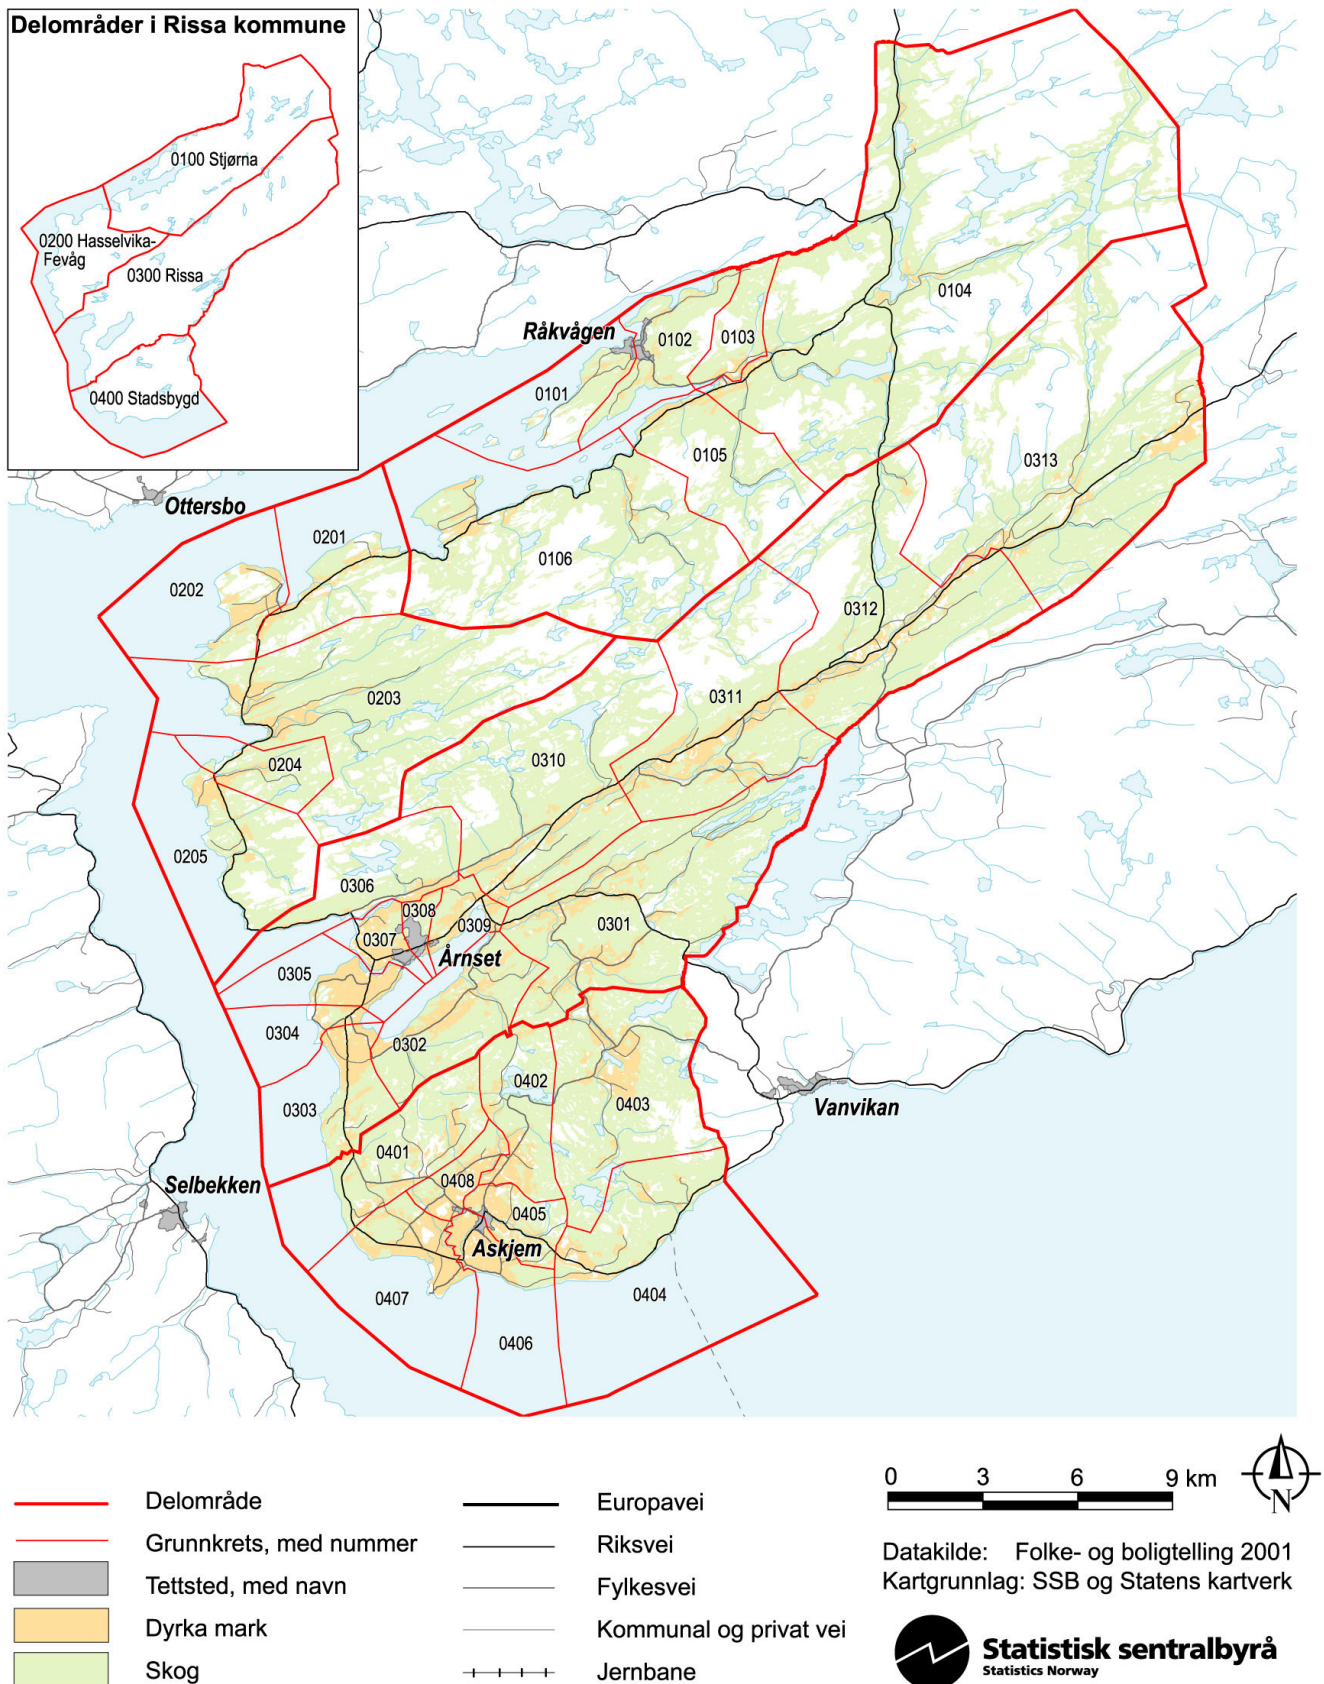 Delområder i Rissa kommune
0100 Stjørna
0200 Hasselvika-
Fevåg
0300 Rissa
0400 Stadsbygd
Råkvågen
0102
0103
0104
0101
0105
0313
Ottersbo
0201
0106
0202
0312
0203
0311
0204
0310
0205
0306
0308
0307
0309
0301
Årnset
0305
0304
0302
0402
0303
0403
Vanvikan
0401
0408
Selbekken
0405
Askjem
0407
0404
0406
Delområde
Grunnkrets, med nummer
Tettsted, med navn
Dyrka mark
Skog
Europavei
Riksvei
Fylkesvei
Kommunal og privat vei
Jernbane
0 3 6 9 km
N
Datakilde: Folke- og boligtelling 2001
Kartgrunnlag: SSB og Statens kartverk
Statistisk sentralbyrå
Statistics Norway